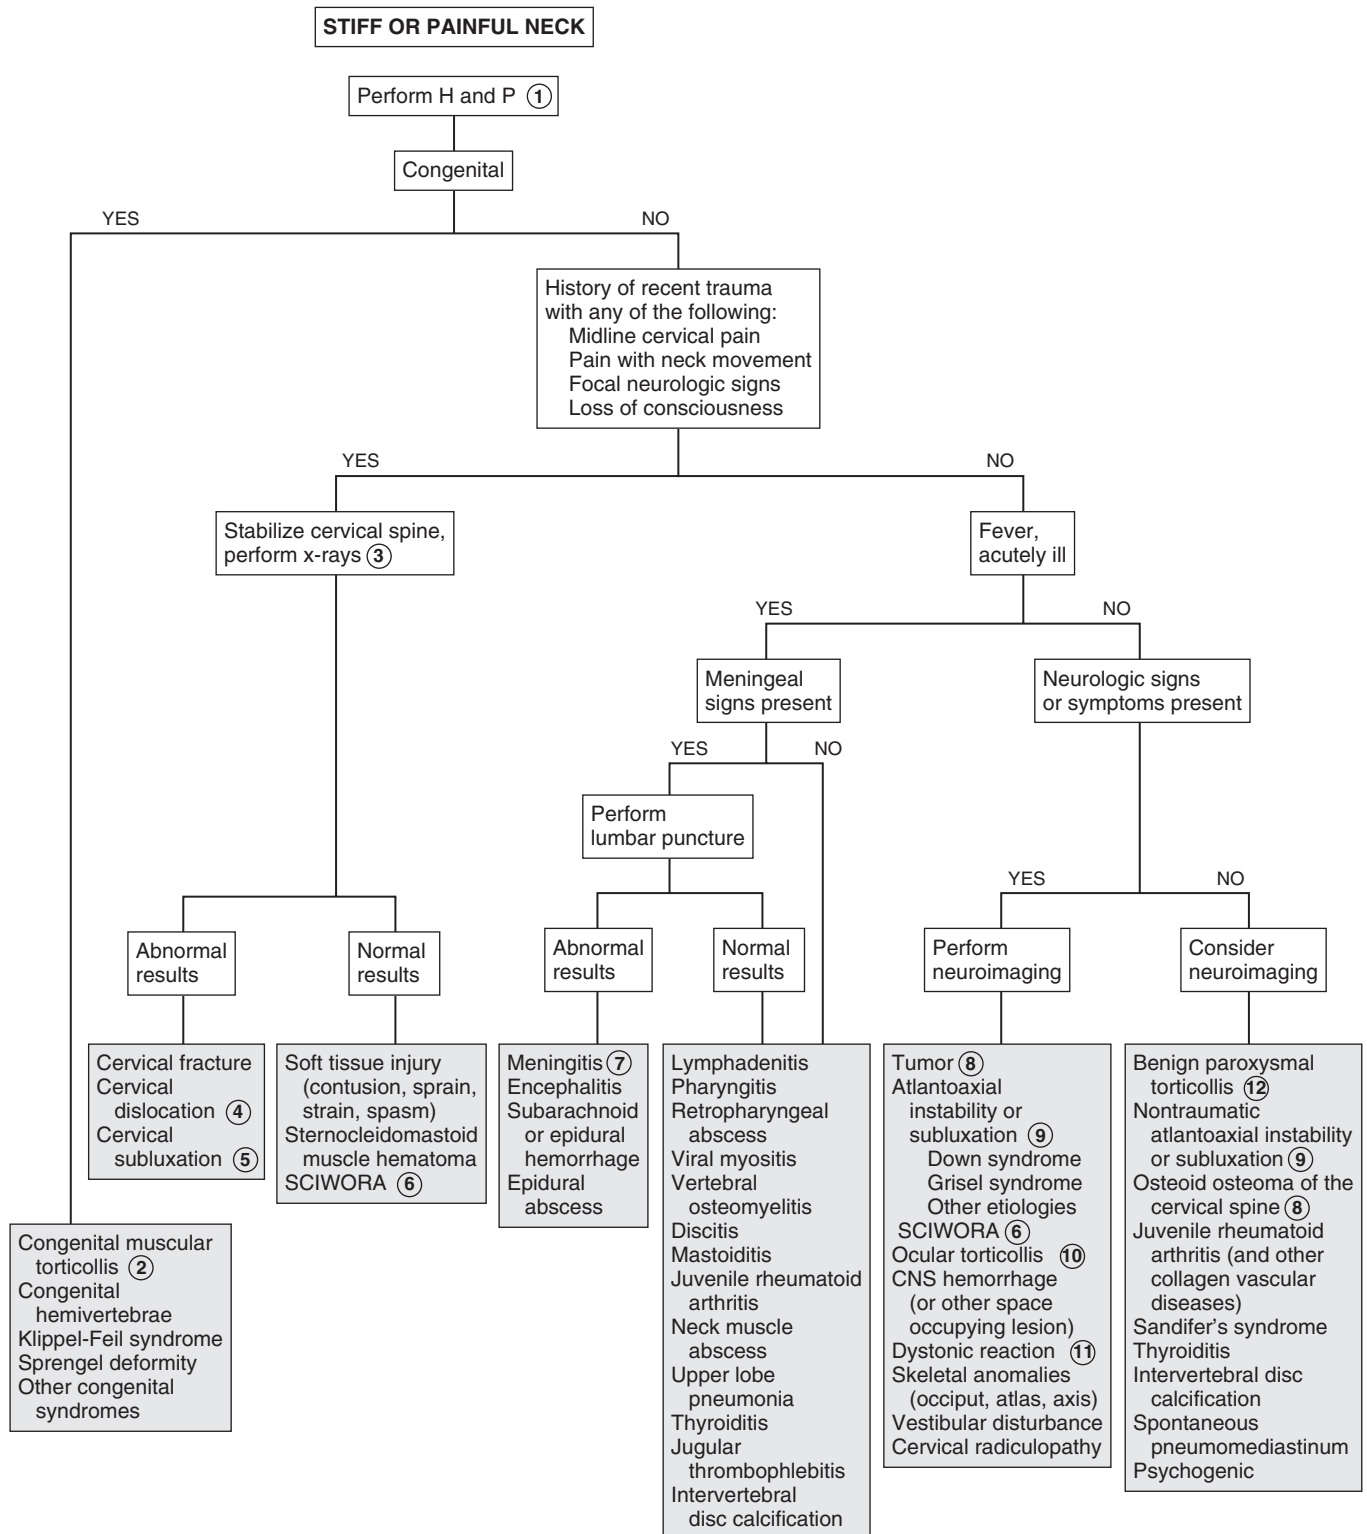 STIFF OR PAINFUL NECK
Perform H and P 1
Congenital
YES
NO
History of recent trauma
with any of the following:
Midline cervical pain
Pain with neck movement
Focal neurologic signs
Loss of consciousness
YES
NO
Stabilize cervical spine,
perform x-rays 3
Fever,
acutely ill
YES
NO
Meningeal
signs present
Neurologic signs
or symptoms present
YES
NO
Perform
lumbar puncture
YES
NO
Abnormal
results
Normal
results
Abnormal
results
Normal
results
Perform
neuroimaging
Consider
neuroimaging
Cervical fracture
Cervical
dislocation 4
Cervical
subluxation 5
Soft tissue injury
(contusion, sprain,
strain, spasm)
Sternocleidomastoid
muscle hematoma
SCIWORA 6
Meningitis 7
Encephalitis
Subarachnoid
or epidural
hemorrhage
Epidural
abscess
Lymphadenitis
Pharyngitis
Retropharyngeal
abscess
Viral myositis
Vertebral
osteomyelitis
Discitis
Mastoiditis
Juvenile rheumatoid
arthritis
Neck muscle
abscess
Upper lobe
pneumonia
Thyroiditis
Jugular
thrombophlebitis
Intervertebral
disc calcification
Tumor 8
Atlantoaxial
instability or
subluxation 9
Down syndrome
Grisel syndrome
Other etiologies
SCIWORA 6
Ocular torticollis 10
CNS hemorrhage
(or other space
occupying lesion)
Dystonic reaction 11
Skeletal anomalies
(occiput, atlas, axis)
Vestibular disturbance
Cervical radiculopathy
Benign paroxysmal
torticollis 12
Nontraumatic
atlantoaxial instability
or subluxation 9
Osteoid osteoma of the
cervical spine 8
Juvenile rheumatoid
arthritis (and other
collagen vascular
diseases)
Sandifer's syndrome
Thyroiditis
Intervertebral disc
calcification
Spontaneous
pneumomediastinum
Psychogenic
Congenital muscular
torticollis 2
Congenital
hemivertebrae
Klippel-Feil syndrome
Sprengel deformity
Other congenital
syndromes